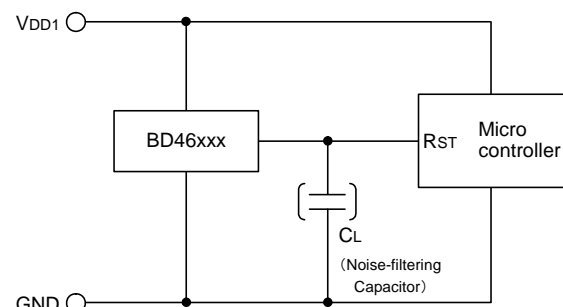 VDD1
BD46xxx
RST
Micro
controller
CL
（Noise-filtering
Capacitor）
GND